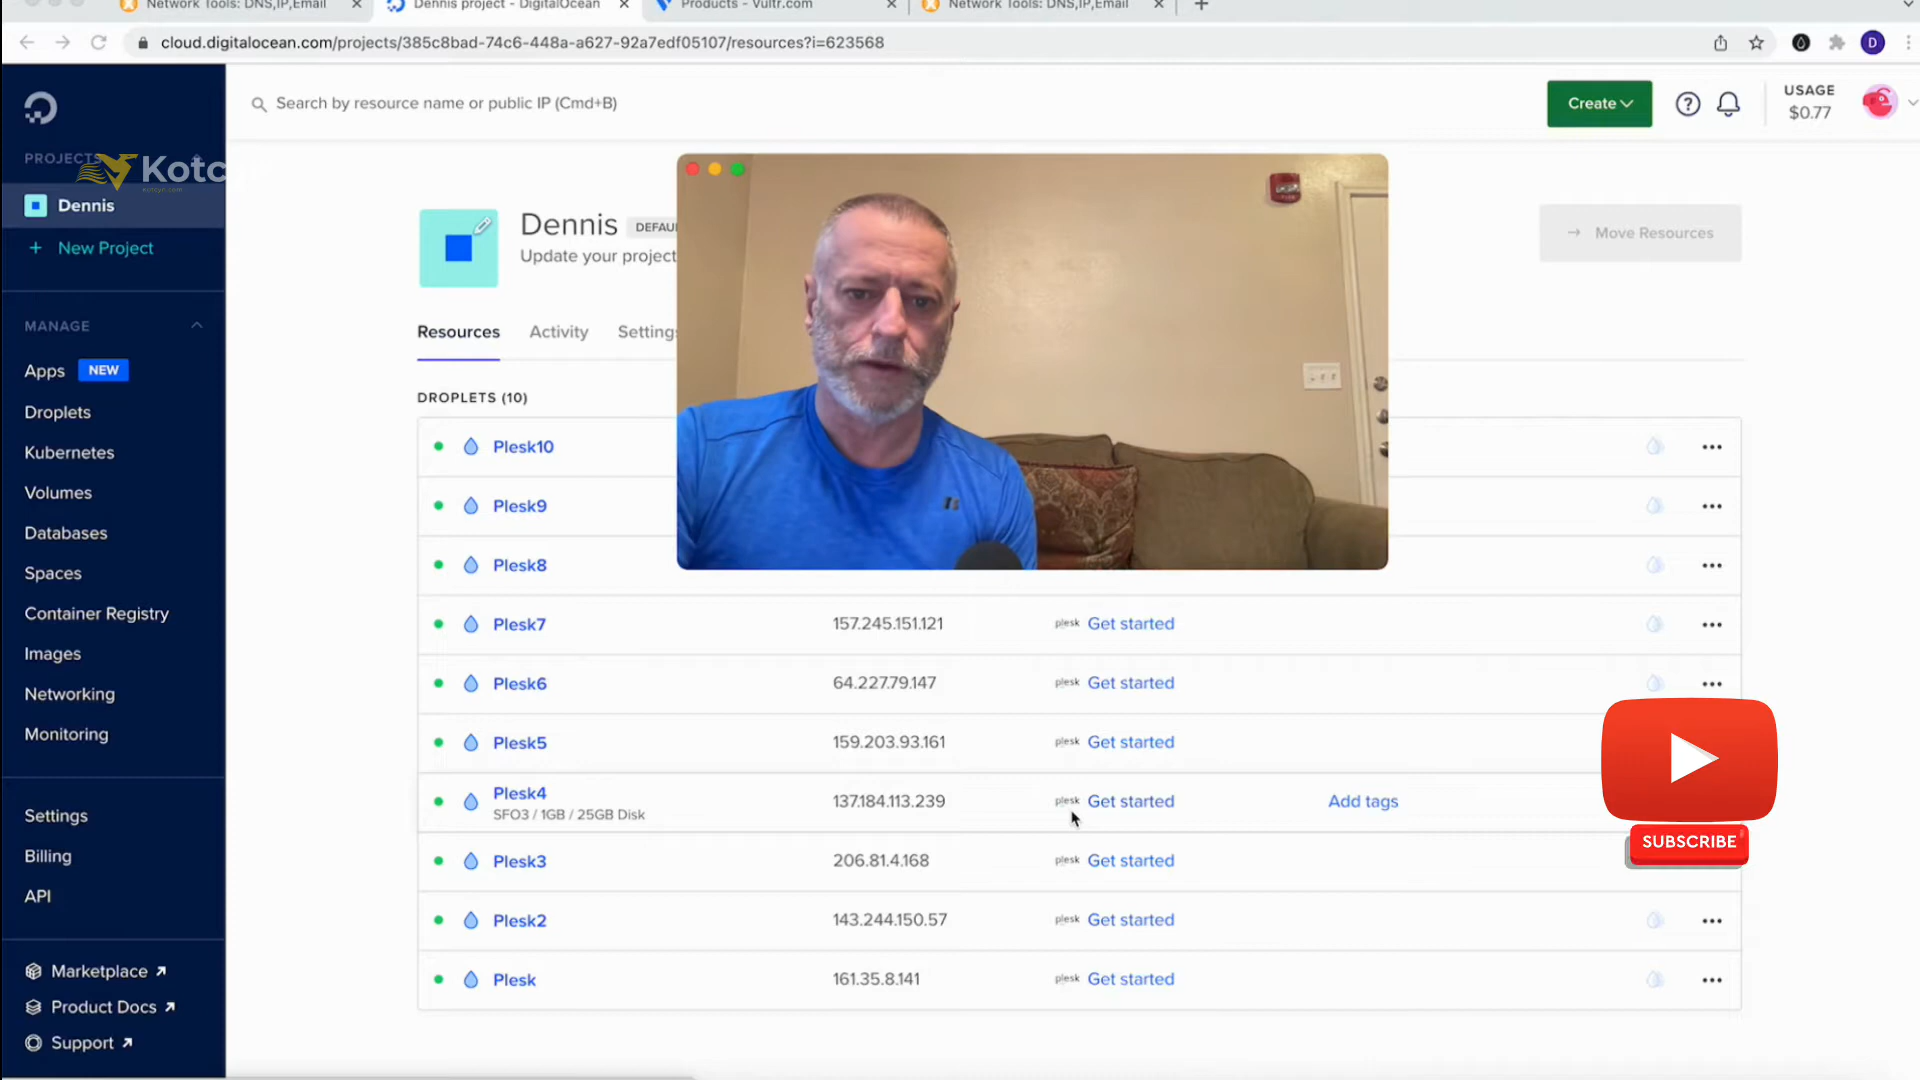 Network Tools: DNS,IP,Email
Dennis project - DigitalOcean
Products - Vultr.com
Network Tools: DNS,IP,Email
cloud.digitalocean.com/projects/385c8bad-74c6-448a-a627-92a7edf05107/resources?i=623568
D
Search by resource name or public IP (Cmd+B)
Create
USAGE
$0.77
PROJECTS
Kotc
Dennis
New Project
Dennis
DEFAU
Update your project
Move Resources
MANAGE
Resources
Activity
Settings
Apps NEW
DROPLETS (10)
Droplets
Kubernetes
Volumes
Databases
Spaces
Container Registry
Images
Networking
Monitoring
Settings
Billing
API
Marketplace
Product Docs
Support
Plesk10
Plesk9
Plesk8
Plesk7 157.245.151.121 plesk Get started
Plesk6 64.227.79.147 plesk Get started
Plesk5 159.203.93.161 plesk Get started
Plesk4 137.184.113.239 plesk Get started Add tags
SFO3 / 1GB / 25GB Disk
Plesk3 206.81.4.168 plesk Get started
Plesk2 143.244.150.57 plesk Get started
Plesk 161.35.8.141 plesk Get started
SUBSCRIBE